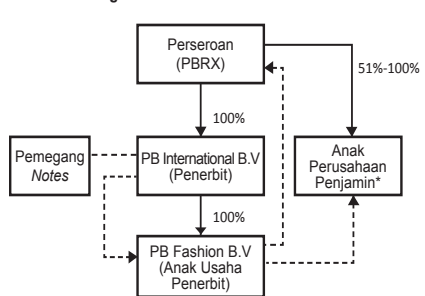 Perseroan
(PBRX)
51%-100%
100%
Pemegang
Notes
PB International B.V
(Penerbit)
Anak
Perusahaan
Penjamin*
100%
PB Fashion B.V
(Anak Usaha
Penerbit)